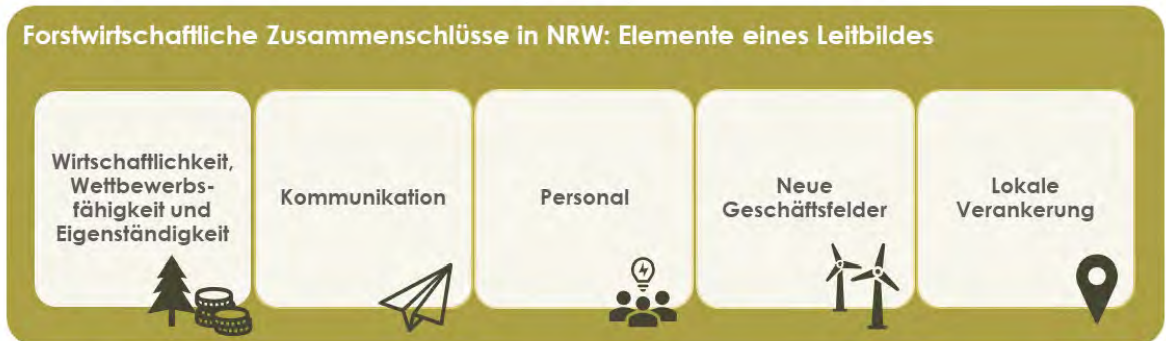 Forstwirtschaftliche Zusammenschlüsse in NRW: Elemente eines Leitbildes
Wirtschaftlichkeit,
Wettbewerbs-
fähigkeit und
Eigenständigkeit
Kommunikation
Personal
Neue
Geschäftsfelder
Lokale
Verankerung